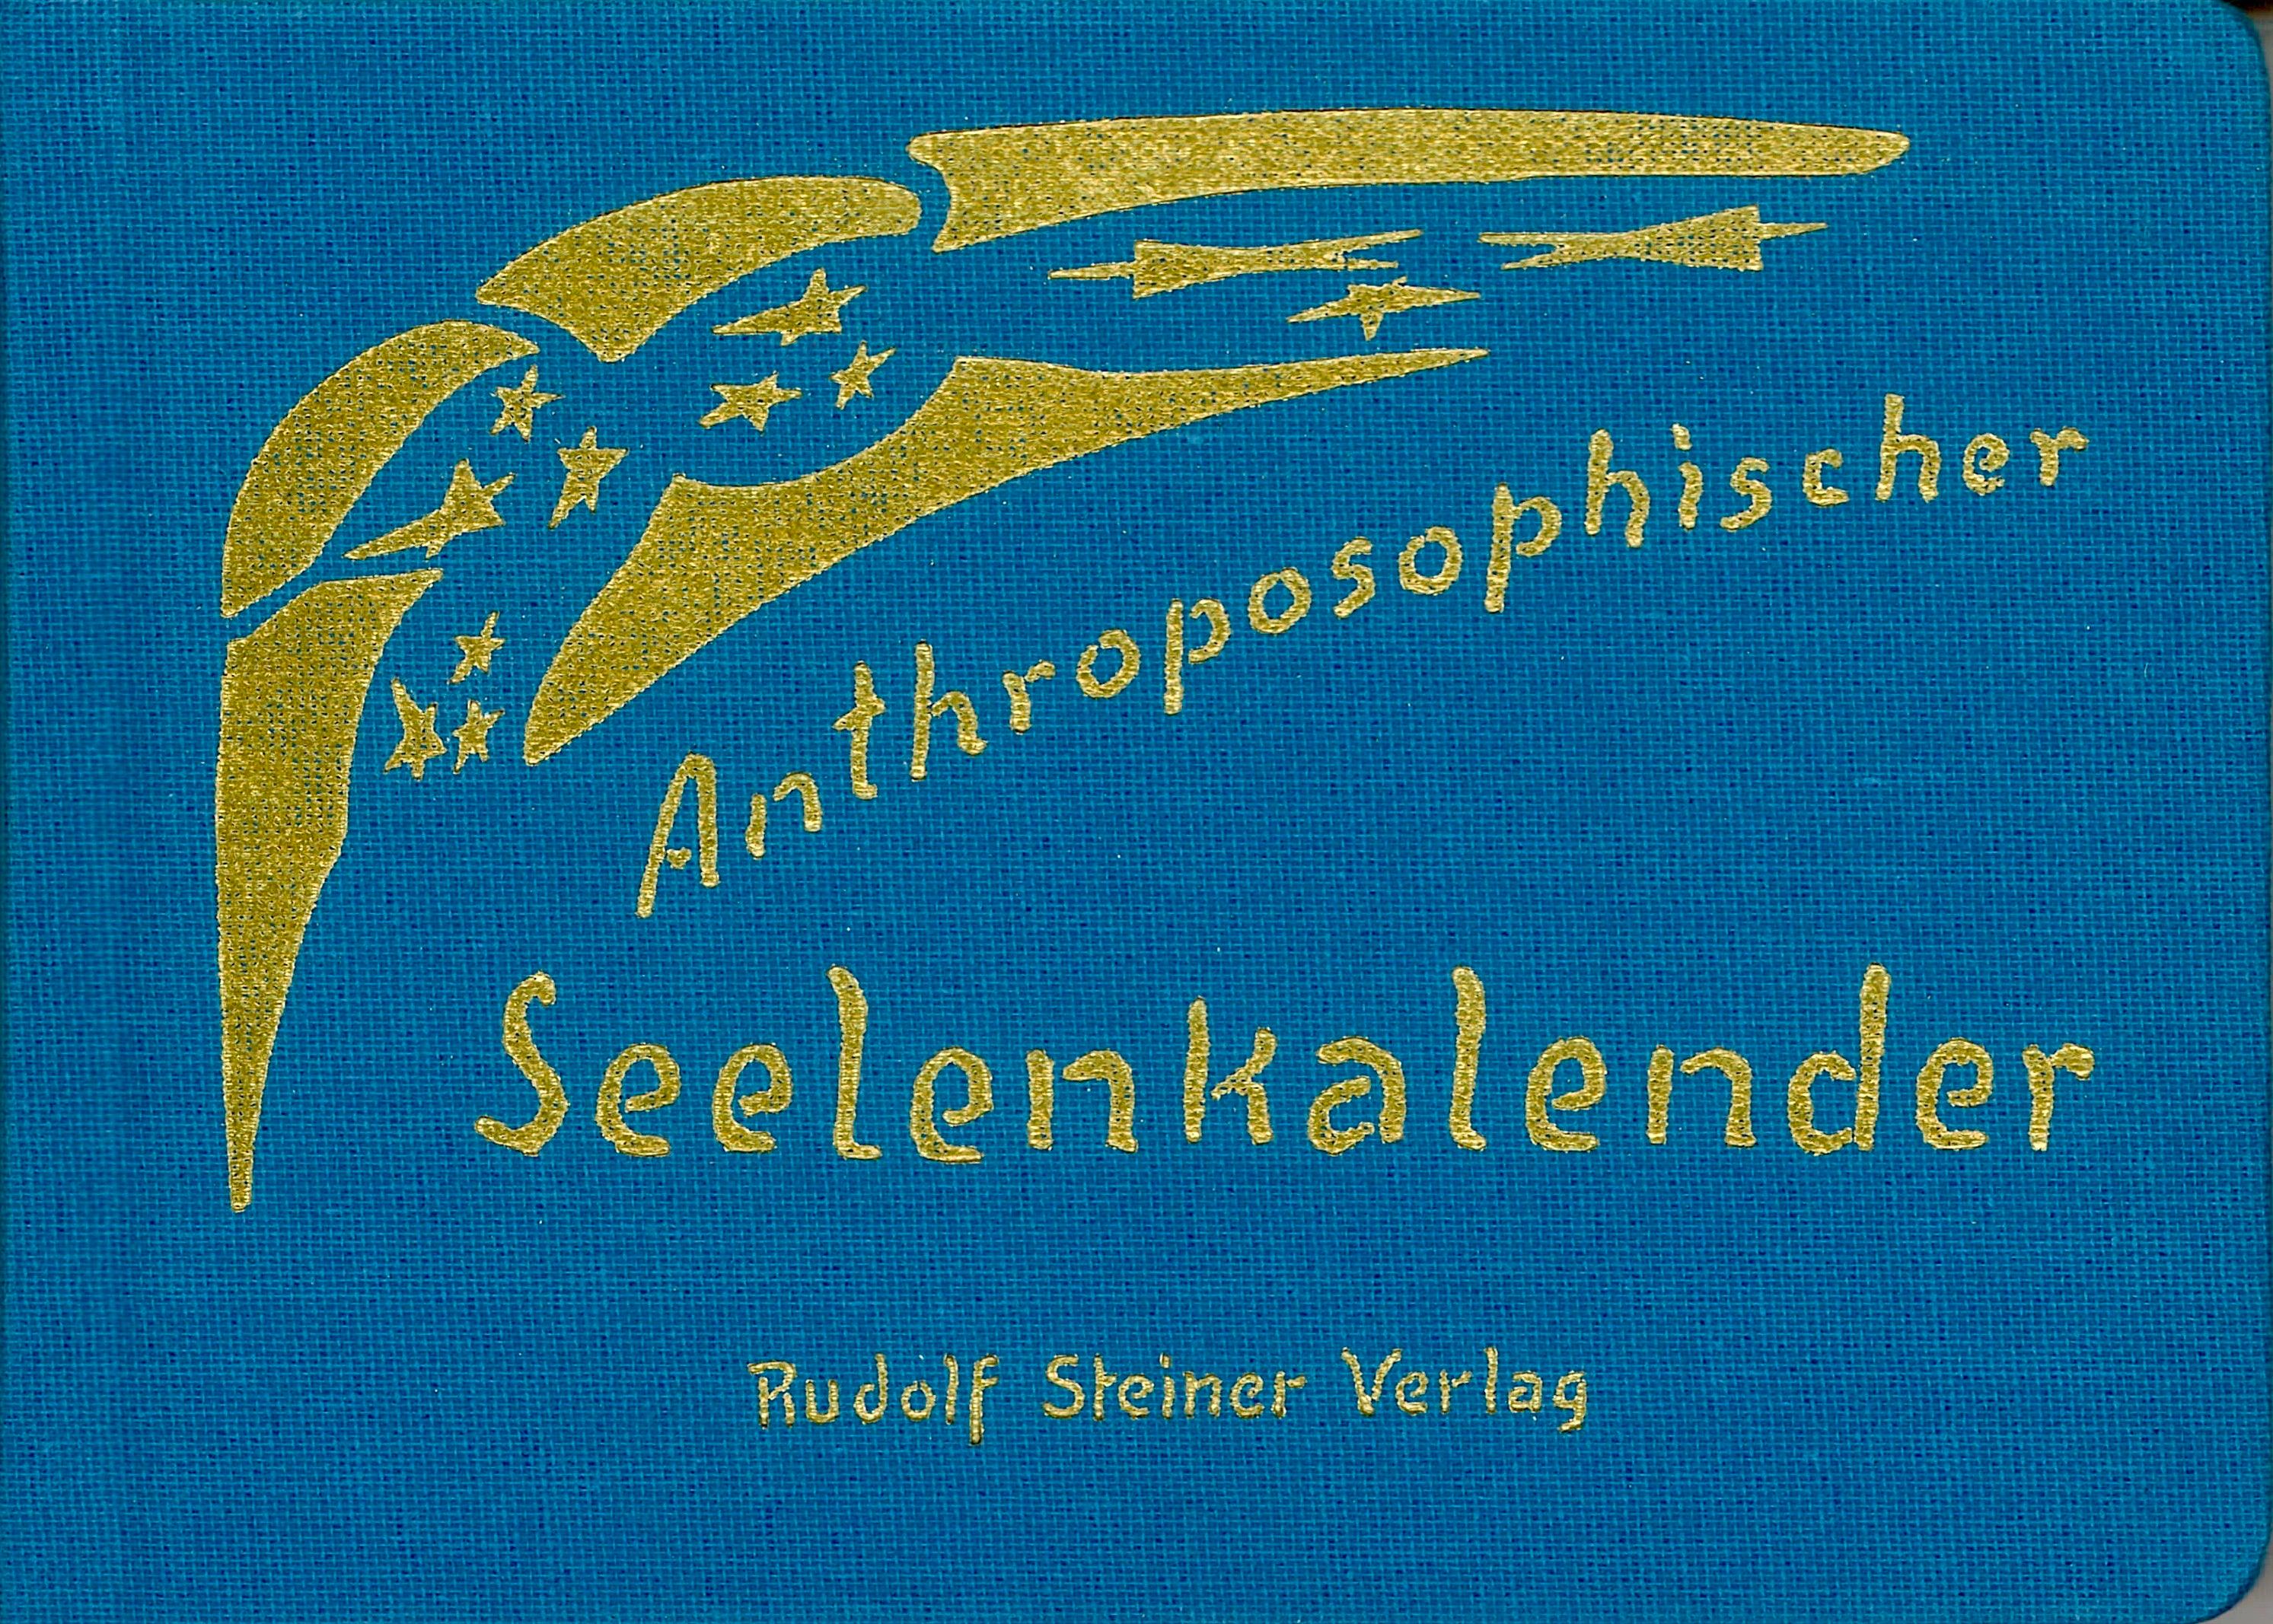 Anthroposophischer
Seelenkalender
Rudolf Steiner Verlag